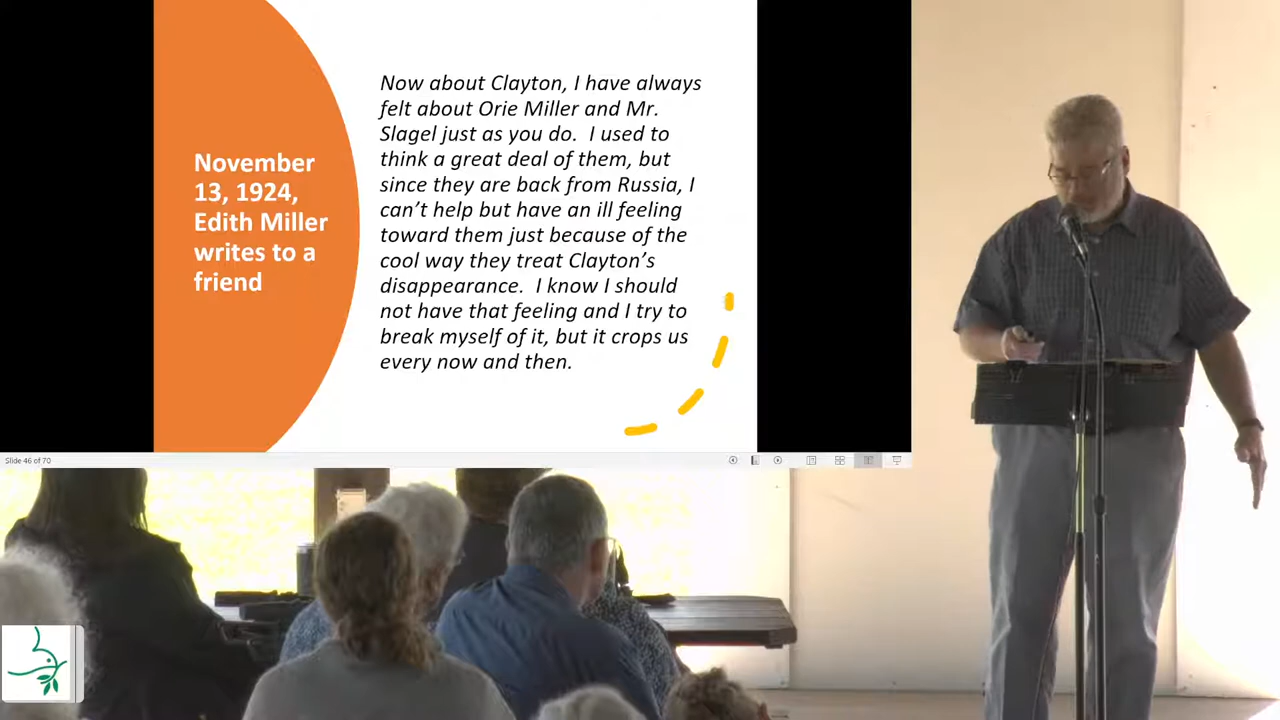 November
13, 1924,
Edith Miller
writes to a
friend
Now about Clayton, I have always
felt about Orie Miller and Mr.
Slagel just as you do.  I used to
think a great deal of them, but
since they are back from Russia, I
can't help but have an ill feeling
toward them just because of the
cool way they treat Clayton's
disappearance.  I know I should
not have that feeling and I try to
break myself of it, but it crops us
every now and then.
Slide 46 of 70